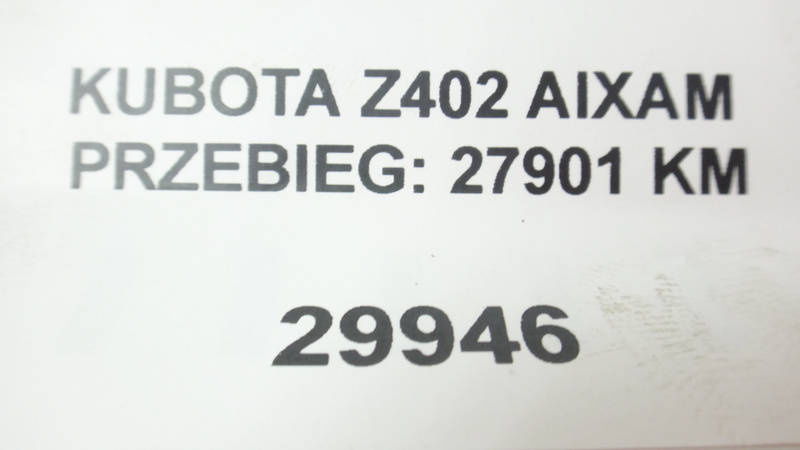 KUBOTA Z402 AIXAM
PRZEBIEG: 27901 KM
29946